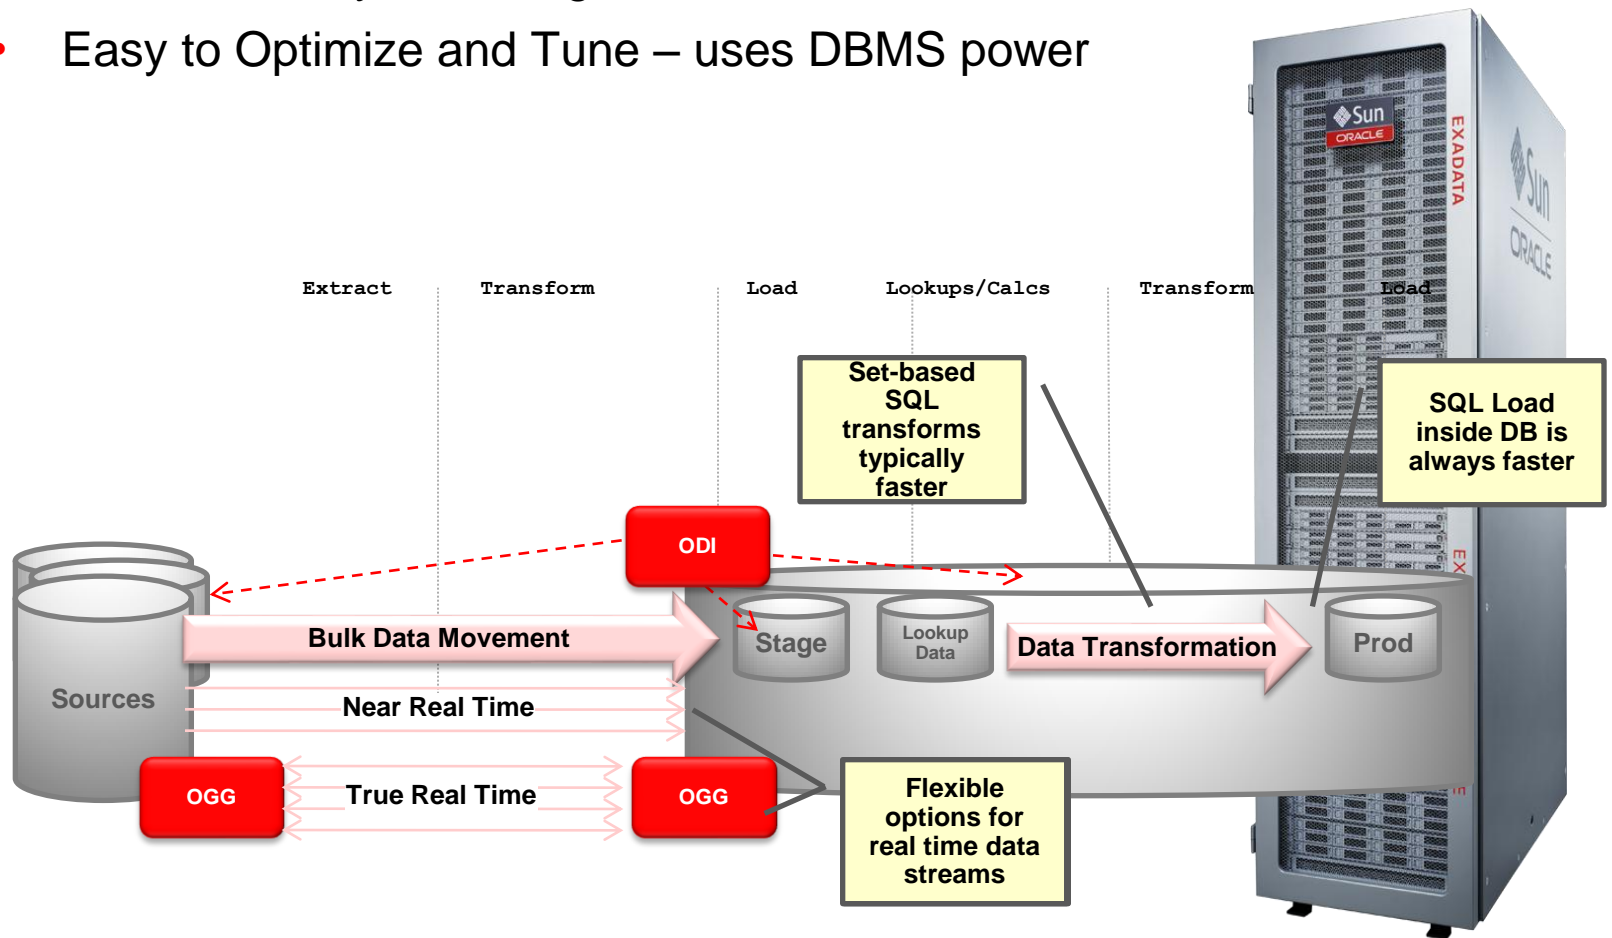 • Easy to Optimize and Tune – uses DBMS power
Sun
ORACLE
EXADATA
Sun
ORACLE
Extract
Transform
Load
Lookups/Calcs
Transform
Load
Set-based
SQL
transforms
typically
faster
SQL Load
inside DB is
always faster
ODI
Bulk Data Movement
Stage
Lookup
Data
Data Transformation
Prod
Sources
Near Real Time
OGG
True Real Time
OGG
Flexible
options for
real time data
streams